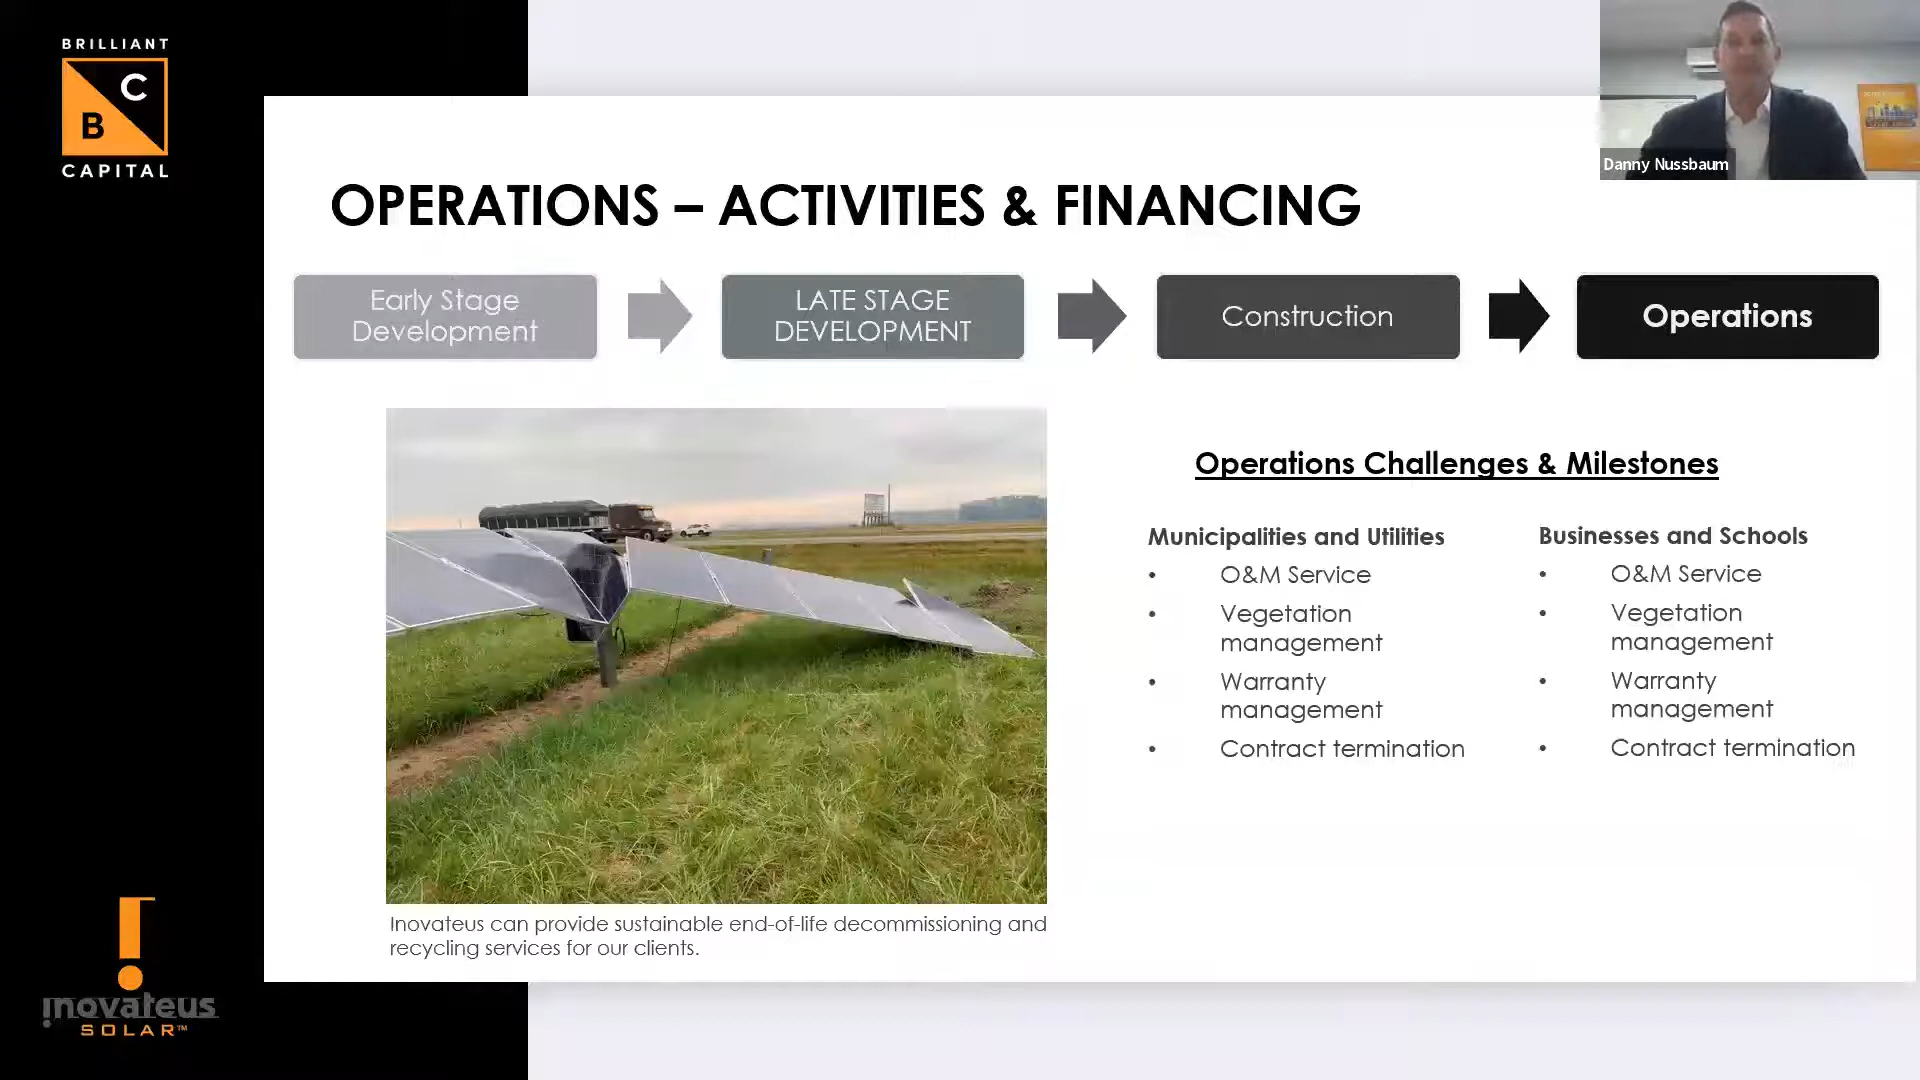 BRILLIANT
C
B
CAPITAL
Danny Nussbaum
OPERATIONS – ACTIVITIES & FINANCING
Early Stage
Development
LATE STAGE
DEVELOPMENT
Construction
Operations
Operations Challenges & Milestones
Municipalities and Utilities
• O&M Service
• Vegetation
management
• Warranty
management
• Contract termination
Businesses and Schools
• O&M Service
• Vegetation
management
• Warranty
management
• Contract termination
Inovateus can provide sustainable end-of-life decommissioning and
recycling services for our clients.
inovateus
SOLAR™